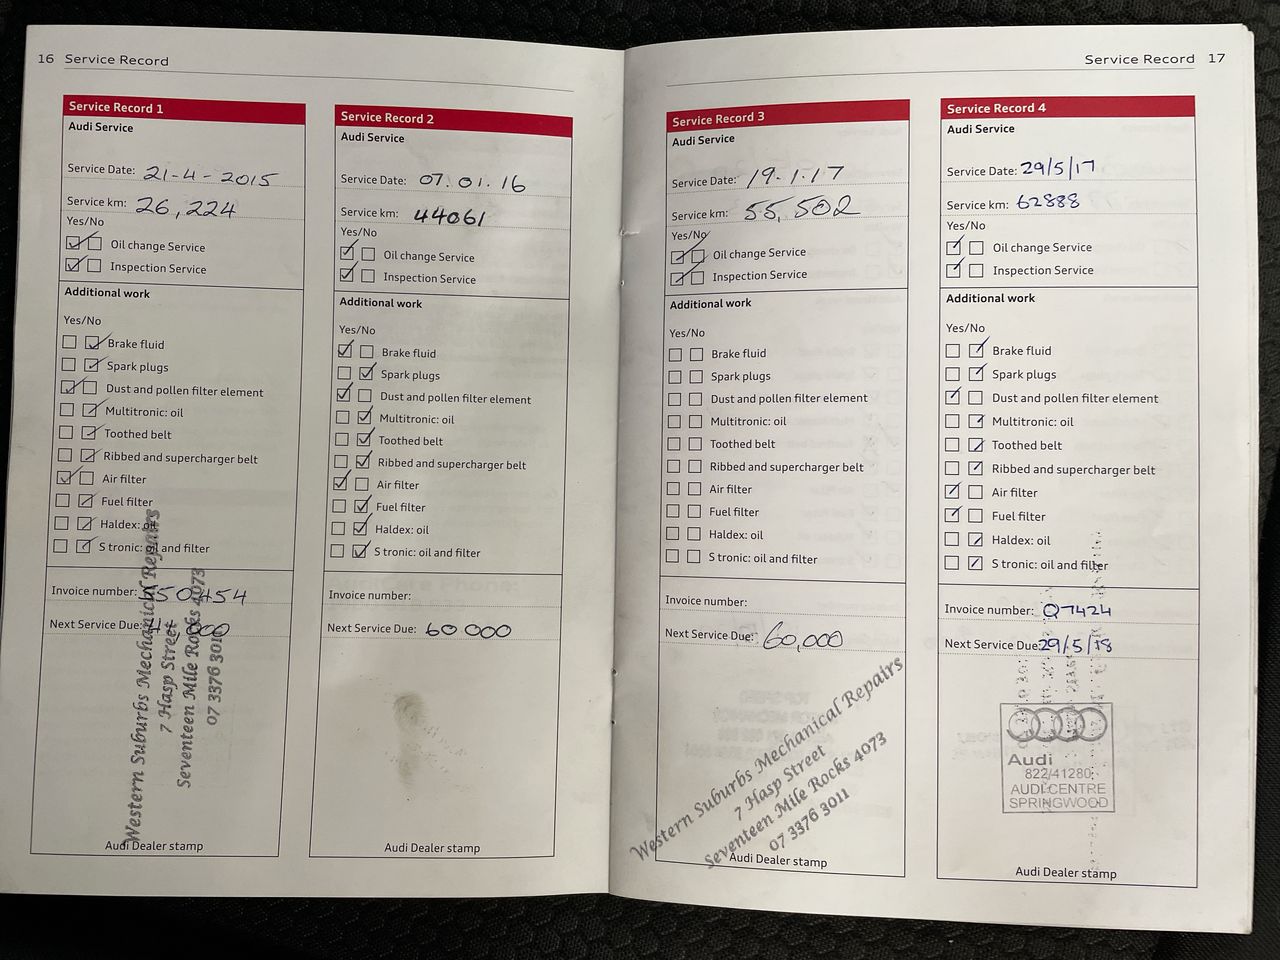 16 Service Record
Service Record 1
Audi Service
Service Date: 21-4-2015
Service km: 26,224
Yes/No
Oil change Service
Inspection Service
Additional work
Yes/No
Brake fluid
Spark plugs
Dust and pollen filter element
Multitronic: oil
Toothed belt
Ribbed and supercharger belt
Air filter
Fuel filter
Haldex: oil
S tronic: oil and filter
Invoice number:
Next Service Due:
Western Suburbs Mechanical Repairs
7 Hasp Street
Seventeen Mile Rocks 4073
07 3376 3011
Audi Dealer stamp
Service Record 2
Audi Service
Service Date: 07.01.16
Service km: 44061
Yes/No
Oil change Service
Inspection Service
Additional work
Yes/No
Brake fluid
Spark plugs
Dust and pollen filter element
Multitronic: oil
Toothed belt
Ribbed and supercharger belt
Air filter
Fuel filter
Haldex: oil
S tronic: oil and filter
Invoice number:
Next Service Due: 60 000
Audi Dealer stamp
Service Record 17
Service Record 3
Audi Service
Service Date: 19.1.17
Service km: 55,502
Yes/No
Oil change Service
Inspection Service
Additional work
Yes/No
Brake fluid
Spark plugs
Dust and pollen filter element
Multitronic: oil
Toothed belt
Ribbed and supercharger belt
Air filter
Fuel filter
Haldex: oil
S tronic: oil and filter
Invoice number:
Next Service Due: 60,000
Western Suburbs Mechanical Repairs
7 Hasp Street
Seventeen Mile Rocks 4073
07 3376 3011
Audi Dealer stamp
Service Record 4
Audi Service
Service Date: 29/5/17
Service km: 62888
Yes/No
Oil change Service
Inspection Service
Additional work
Yes/No
Brake fluid
Spark plugs
Dust and pollen filter element
Multitronic: oil
Toothed belt
Ribbed and supercharger belt
Air filter
Fuel filter
Haldex: oil
S tronic: oil and filter
Invoice number: Q7424
Next Service Due: 29/5/18
Audi
822/41280
AUDI CENTRE
SPRINGWOOD
Audi Dealer stamp